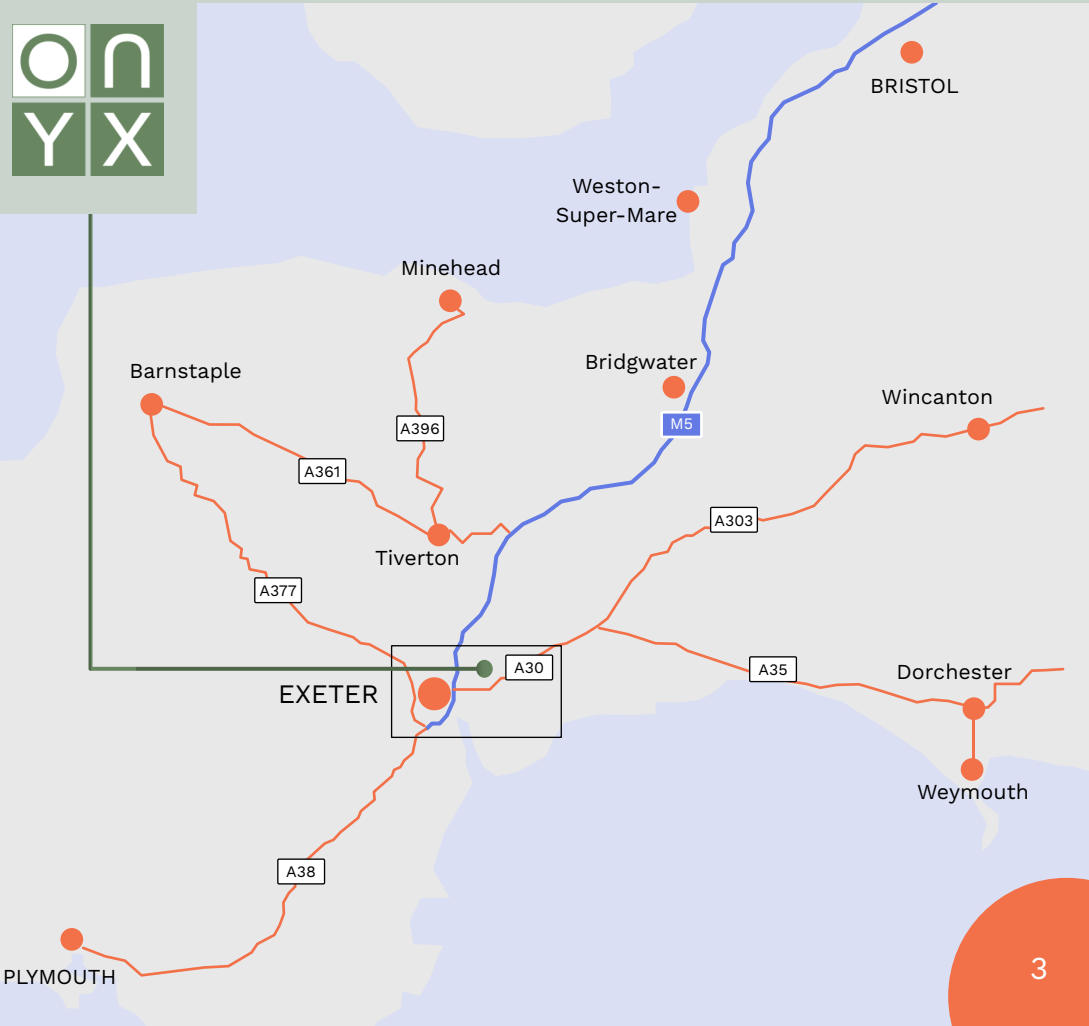 ON
YX
BRISTOL
Weston-
Super-Mare
Minehead
Bridgwater
Barnstaple
Wincanton
M5
A396
A361
A303
Tiverton
A377
A30
A35
Dorchester
EXETER
Weymouth
A38
3
PLYMOUTH